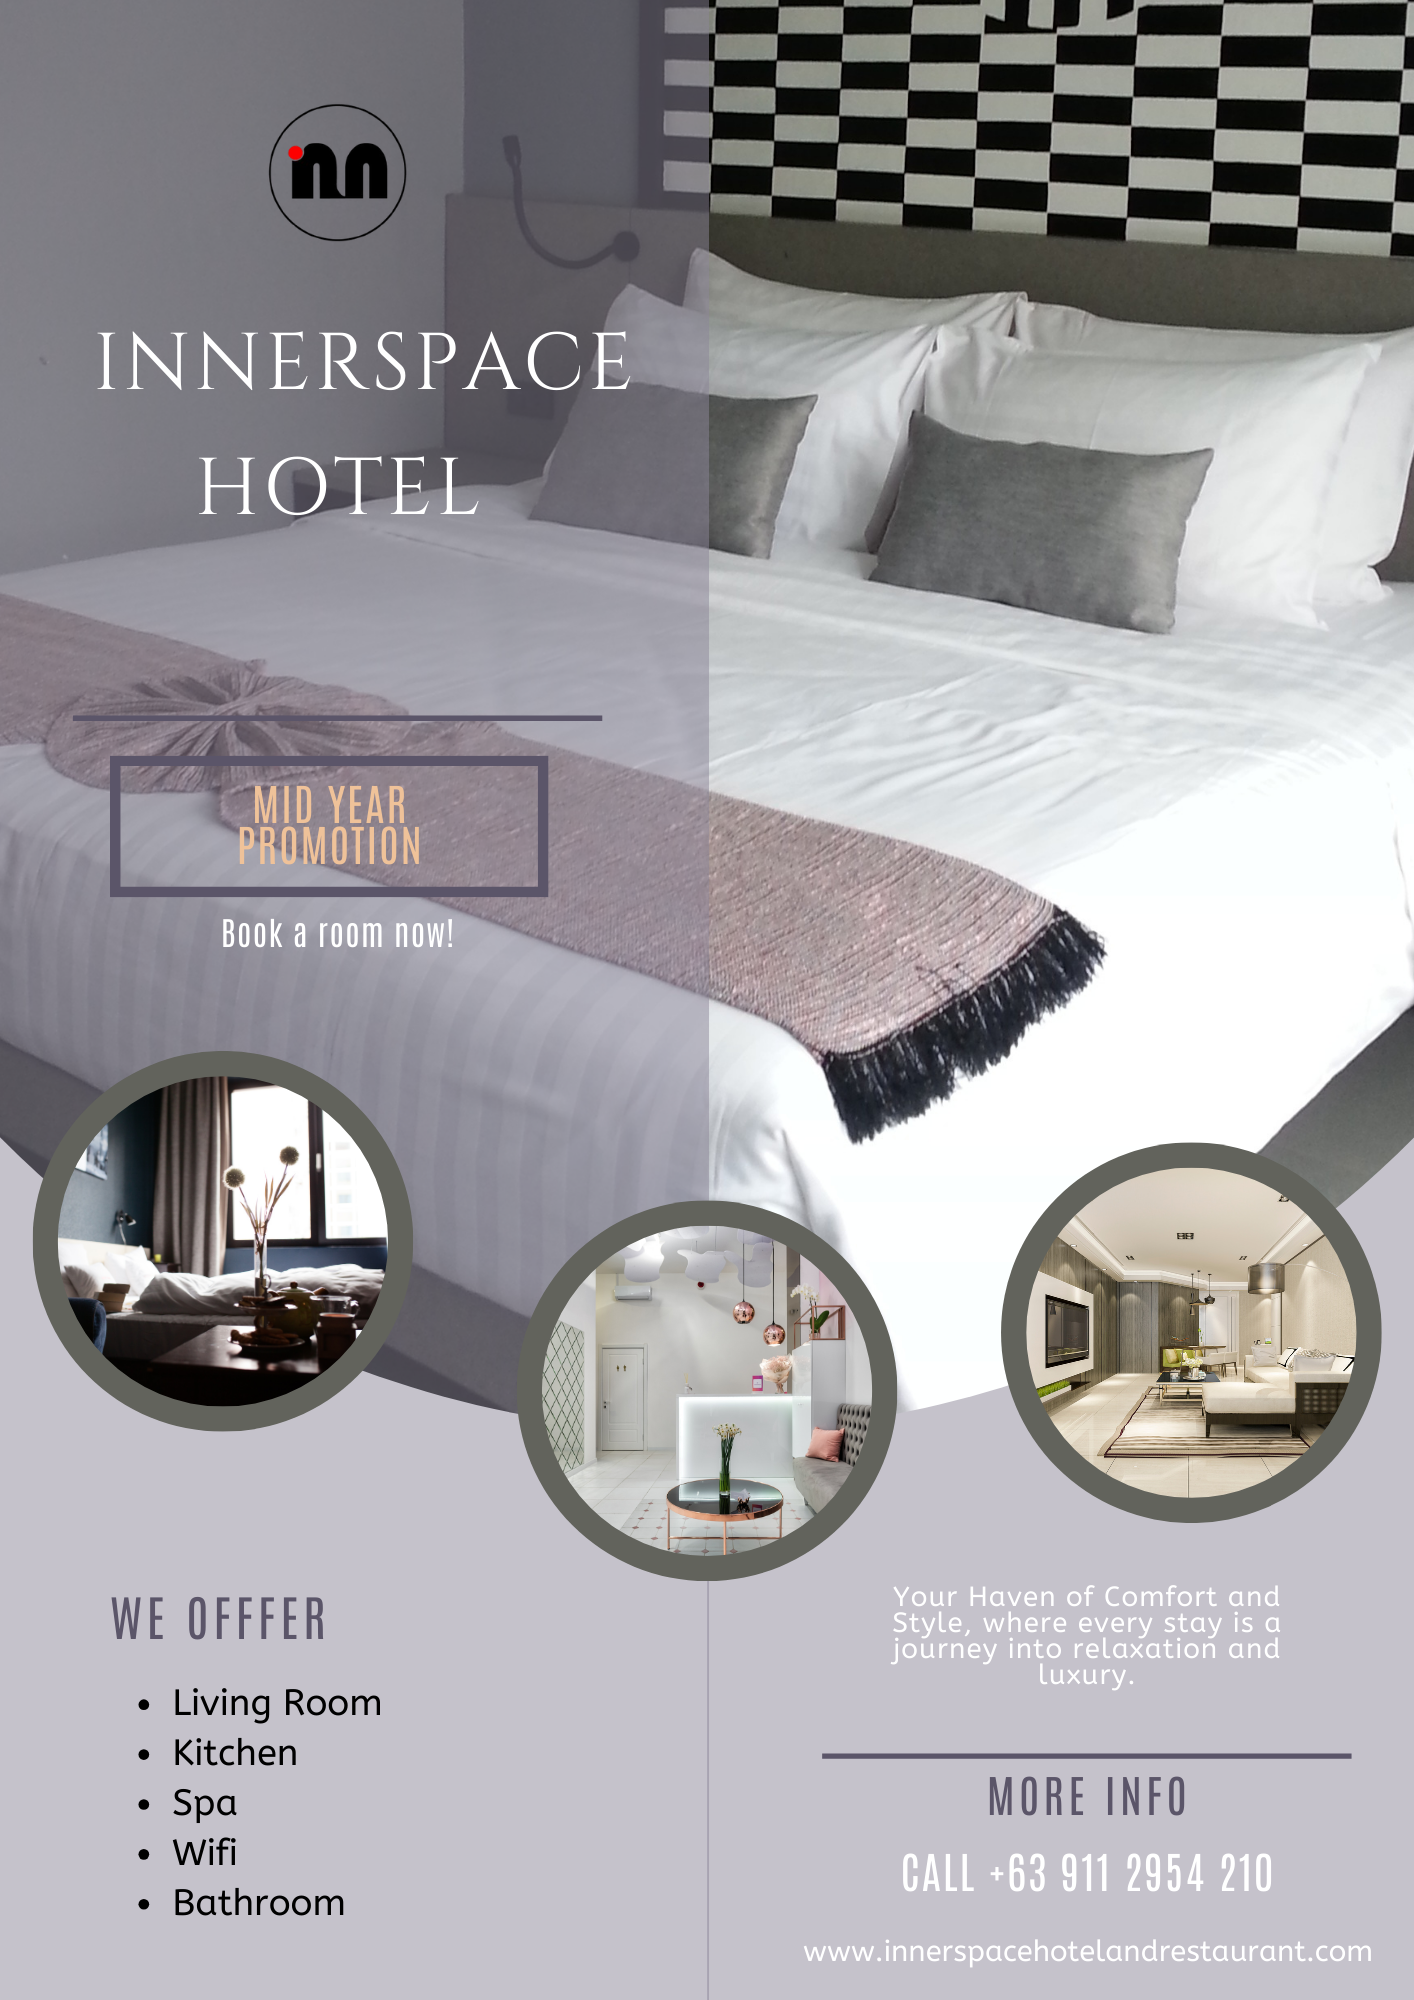 inn
INNERSPACE
HOTEL
MID YEAR
PROMOTION
Book a room now!
WE OFFFER
• Living Room
• Kitchen
• Spa
• Wifi
• Bathroom
Your Haven of Comfort and
Style, where every stay is a
journey into relaxation and
luxury.
MORE INFO
CALL +63 911 2954 210
www.innerspacehotelandrestaurant.com